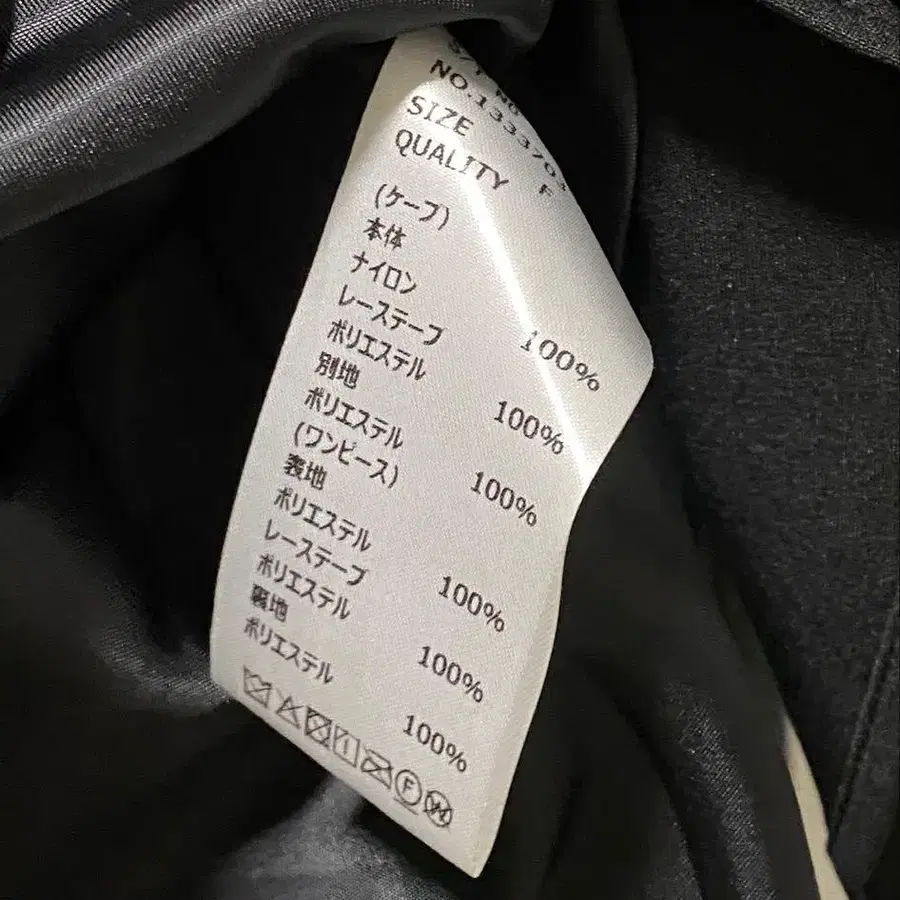 S/T NO
NO.1333704
SIZE F
QUALITY
(ケープ)
本体
ナイロン 100%
レーステープ
ポリエステル 100%
別地
ポリエステル 100%
(ワンピース)
表地
ポリエステル 100%
レーステープ
ポリエステル 100%
裏地
ポリエステル 100%
F W